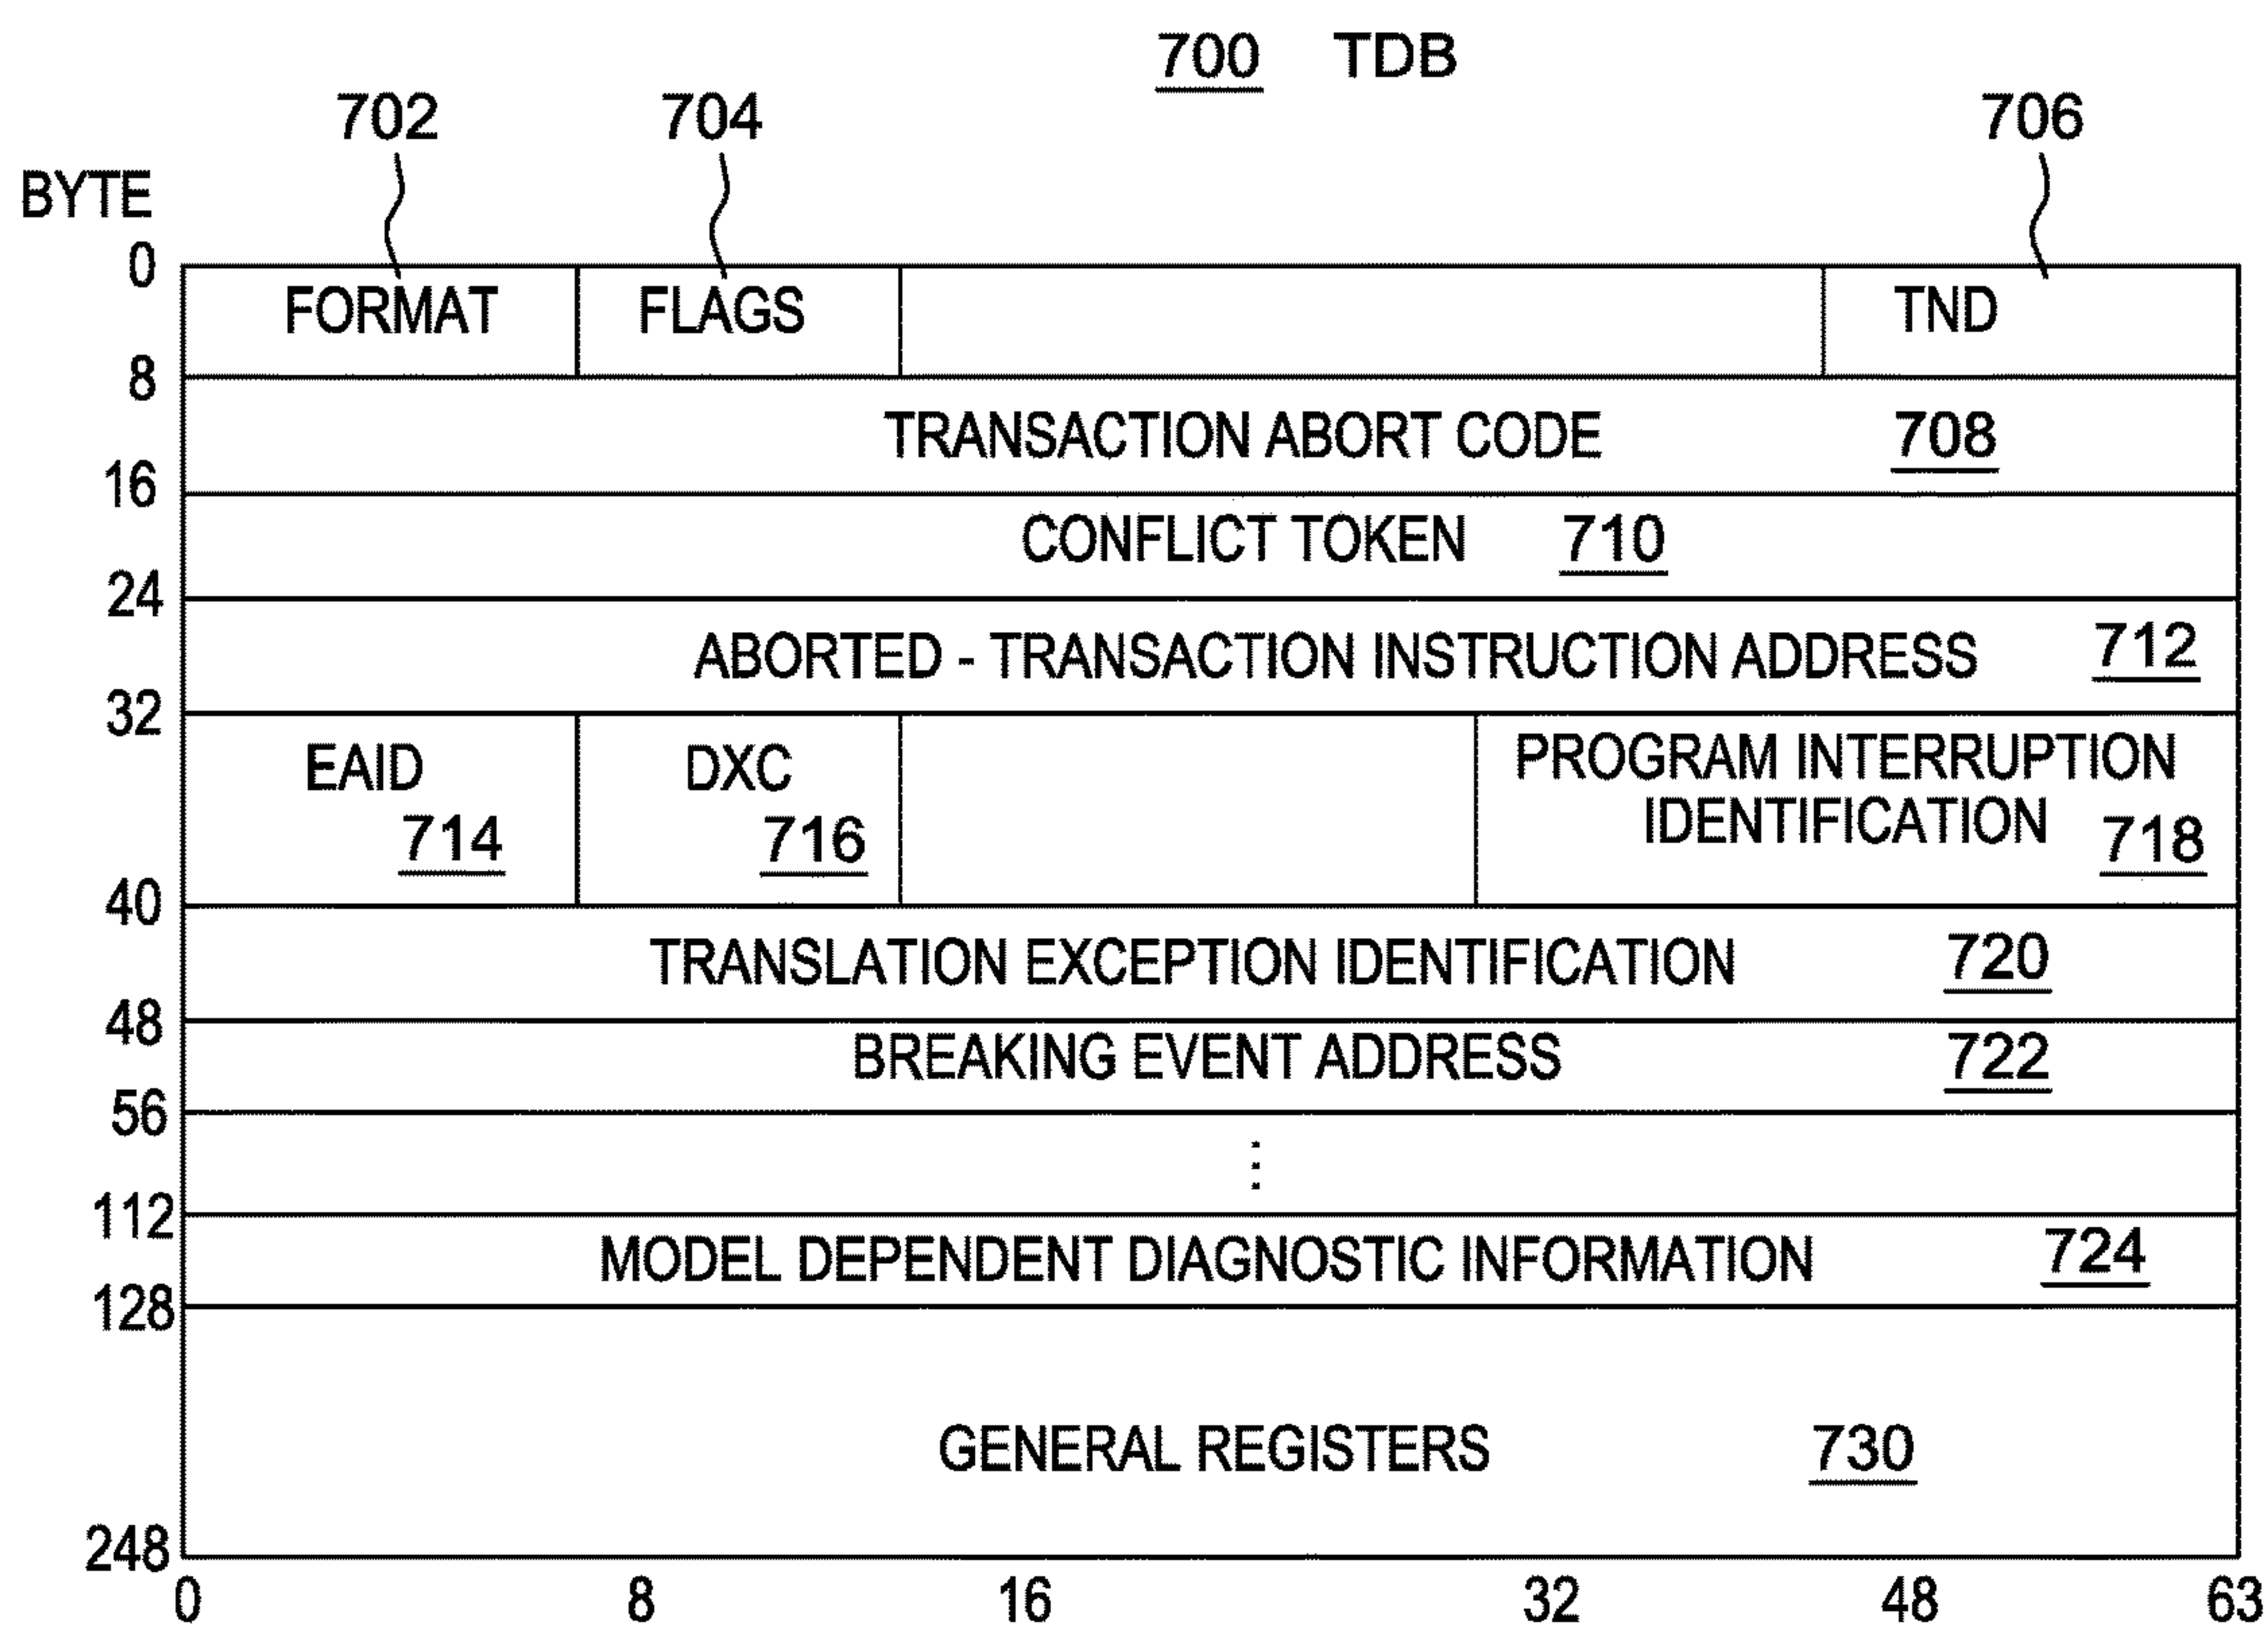 700 TDB
702 704 706
BYTE
0
FORMAT FLAGS TND
8
TRANSACTION ABORT CODE 708
16
CONFLICT TOKEN 710
24
ABORTED - TRANSACTION INSTRUCTION ADDRESS 712
32
EAID 714
DXC 716
PROGRAM INTERRUPTION
IDENTIFICATION 718
40
TRANSLATION EXCEPTION IDENTIFICATION 720
48
BREAKING EVENT ADDRESS 722
56
⋮
112
MODEL DEPENDENT DIAGNOSTIC INFORMATION 724
128
GENERAL REGISTERS 730
248
0 8 16 32 48 63